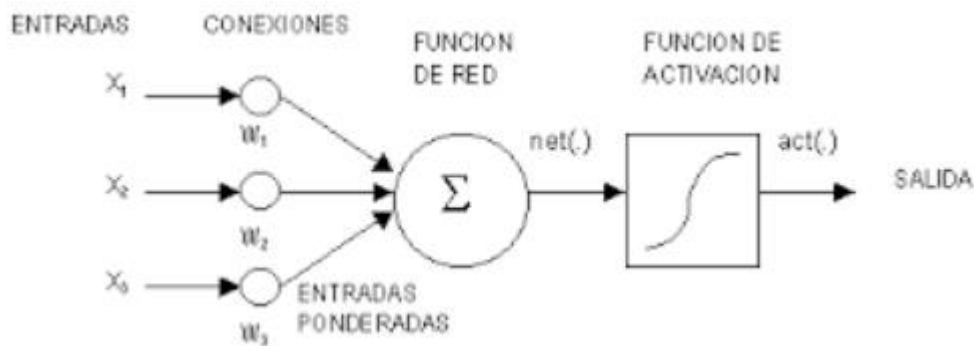 ENTRADAS
CONEXIONES
FUNCION
DE RED
FUNCION DE
ACTIVACION
X₁
W₁
X₂
W₂
X₃
W₃
Σ
net(.)
act(.)
SALIDA
ENTRADAS
PONDERADAS